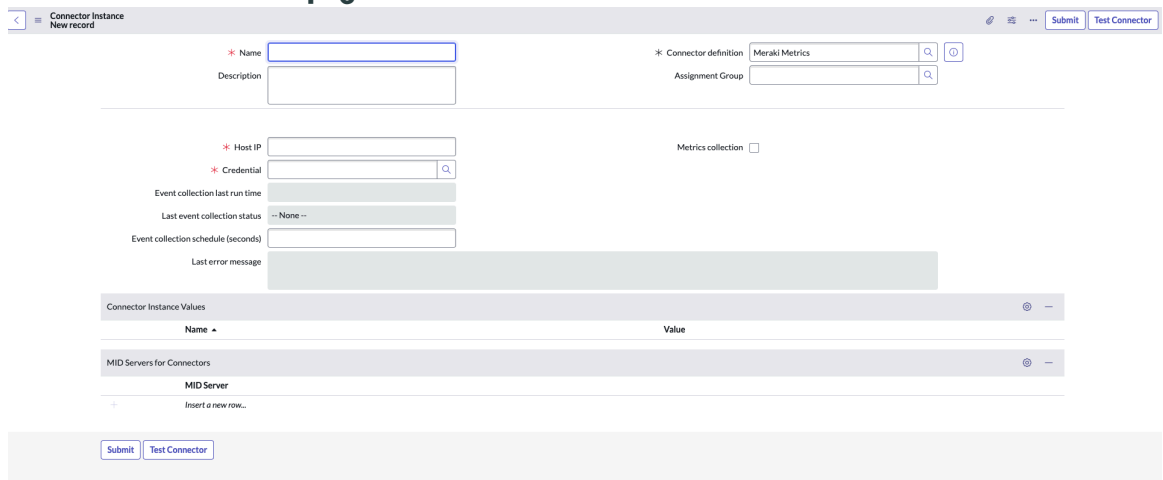 Connector Instance
New record
Submit Test Connector
Name
Connector definition Meraki Metrics
Description
Assignment Group
Host IP
Metrics collection
Credential
Event collection last run time
Last event collection status -- None --
Event collection schedule (seconds)
Last error message
Connector Instance Values
Name Value
MID Servers for Connectors
MID Server
Insert a new row...
Submit Test Connector